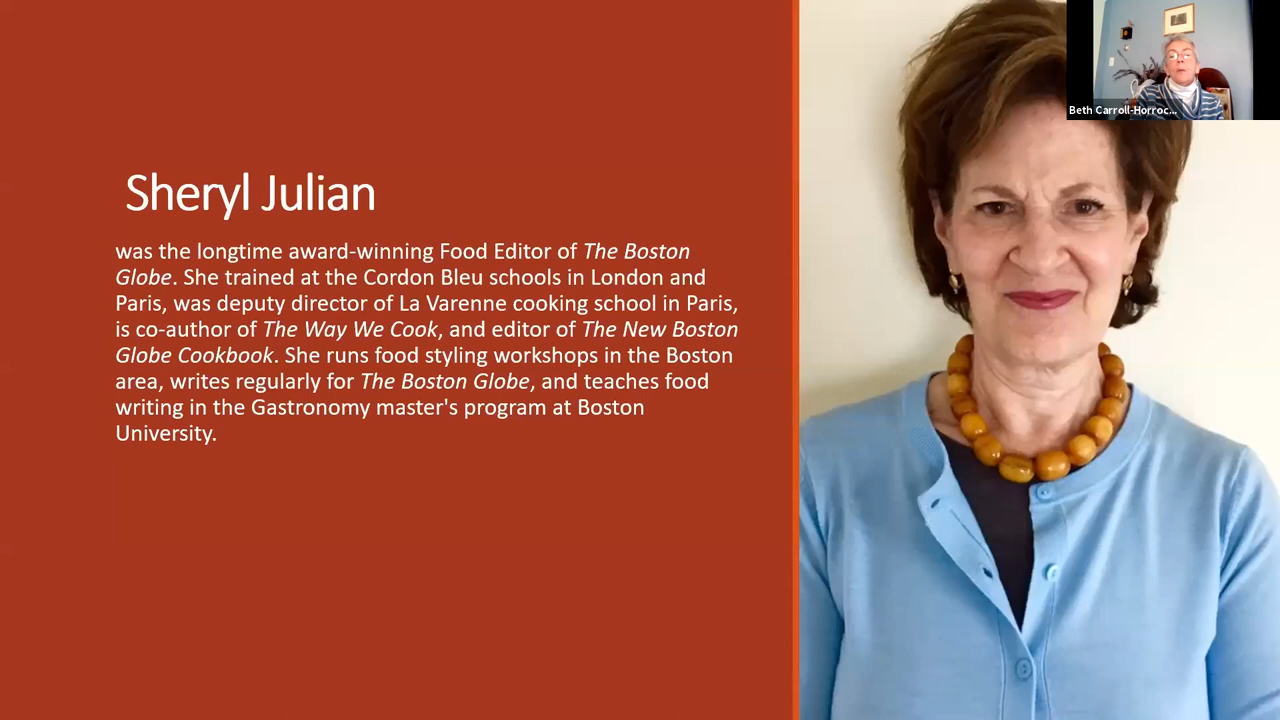 Sheryl Julian
was the longtime award-winning Food Editor of The Boston
Globe. She trained at the Cordon Bleu schools in London and
Paris, was deputy director of La Varenne cooking school in Paris,
is co-author of The Way We Cook, and editor of The New Boston
Globe Cookbook. She runs food styling workshops in the Boston
area, writes regularly for The Boston Globe, and teaches food
writing in the Gastronomy master's program at Boston
University.
Beth Carroll-Horroc...